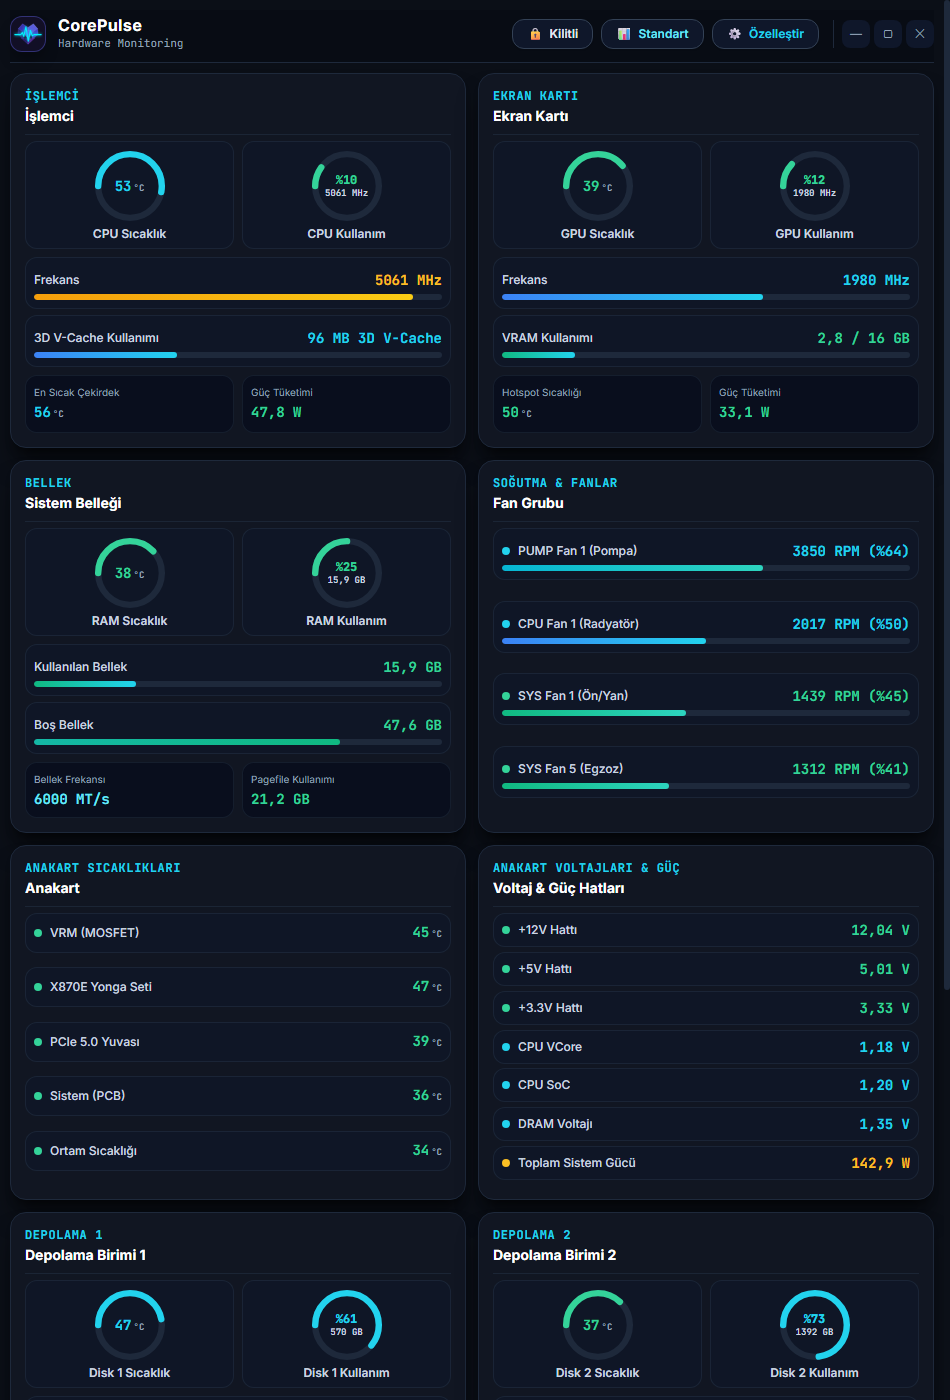 CorePulse
Hardware Monitoring
Kilitli
Standart
Özelleştir
İŞLEMCİ
İşlemci
53 °C
CPU Sıcaklık
%10
5061 MHz
CPU Kullanım
Frekans 5061 MHz
3D V-Cache Kullanımı 96 MB 3D V-Cache
En Sıcak Çekirdek
56 °C
Güç Tüketimi
47,8 W
EKRAN KARTI
Ekran Kartı
39 °C
GPU Sıcaklık
%12
1980 MHz
GPU Kullanım
Frekans 1980 MHz
VRAM Kullanımı 2,8 / 16 GB
Hotspot Sıcaklığı
50 °C
Güç Tüketimi
33,1 W
BELLEK
Sistem Belleği
38 °C
RAM Sıcaklık
%25
15,9 GB
RAM Kullanım
Kullanılan Bellek 15,9 GB
Boş Bellek 47,6 GB
Bellek Frekansı
6000 MT/s
Pagefile Kullanımı
21,2 GB
SOĞUTMA & FANLAR
Fan Grubu
PUMP Fan 1 (Pompa) 3850 RPM (%64)
CPU Fan 1 (Radyatör) 2017 RPM (%50)
SYS Fan 1 (Ön/Yan) 1439 RPM (%45)
SYS Fan 5 (Egzoz) 1312 RPM (%41)
ANAKART SICAKLIKLARI
Anakart
VRM (MOSFET) 45 °C
X870E Yonga Seti 47 °C
PCIe 5.0 Yuvası 39 °C
Sistem (PCB) 36 °C
Ortam Sıcaklığı 34 °C
ANAKART VOLTAJLARI & GÜÇ
Voltaj & Güç Hatları
+12V Hattı 12,04 V
+5V Hattı 5,01 V
+3.3V Hattı 3,33 V
CPU VCore 1,18 V
CPU SoC 1,20 V
DRAM Voltajı 1,35 V
Toplam Sistem Gücü 142,9 W
DEPOLAMA 1
Depolama Birimi 1
47 °C
Disk 1 Sıcaklık
%61
570 GB
Disk 1 Kullanım
DEPOLAMA 2
Depolama Birimi 2
37 °C
Disk 2 Sıcaklık
%73
1392 GB
Disk 2 Kullanım